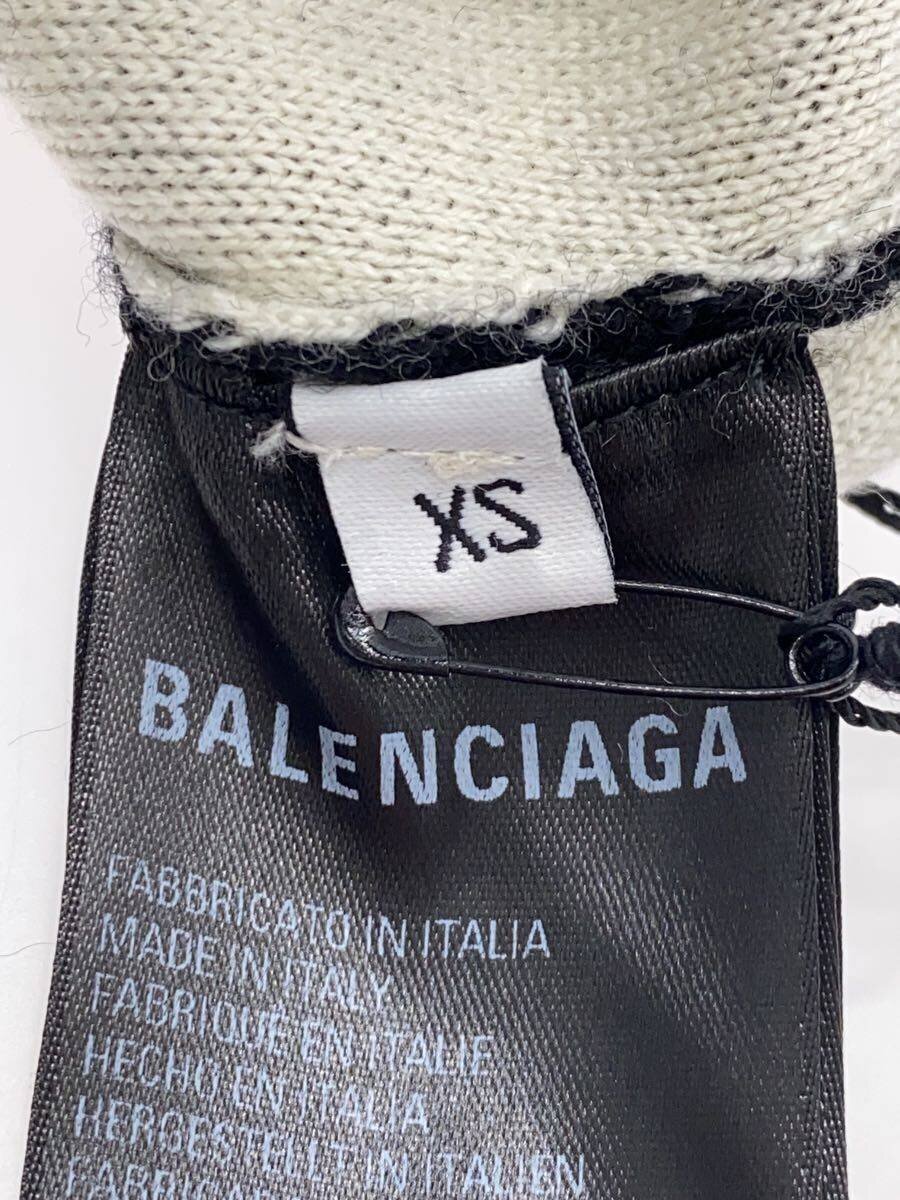 XS
BALENCIAGA
FABBRICATO IN ITALIA
MADE IN ITALY
FABRIQUE EN ITALIE
HECHO EN ITALIA
HERGESTELLT IN ITALIEN